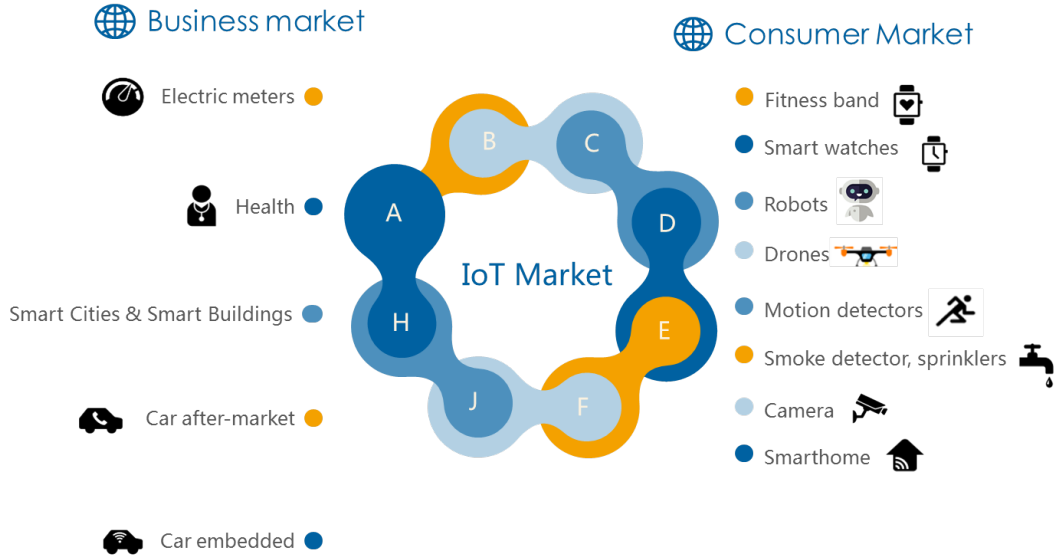 Business market
Consumer Market
Electric meters
Health
Smart Cities & Smart Buildings
Car after-market
Car embedded
A
B
C
D
E
F
J
H
IoT Market
Fitness band
Smart watches
Robots
Drones
Motion detectors
Smoke detector, sprinklers
Camera
Smarthome